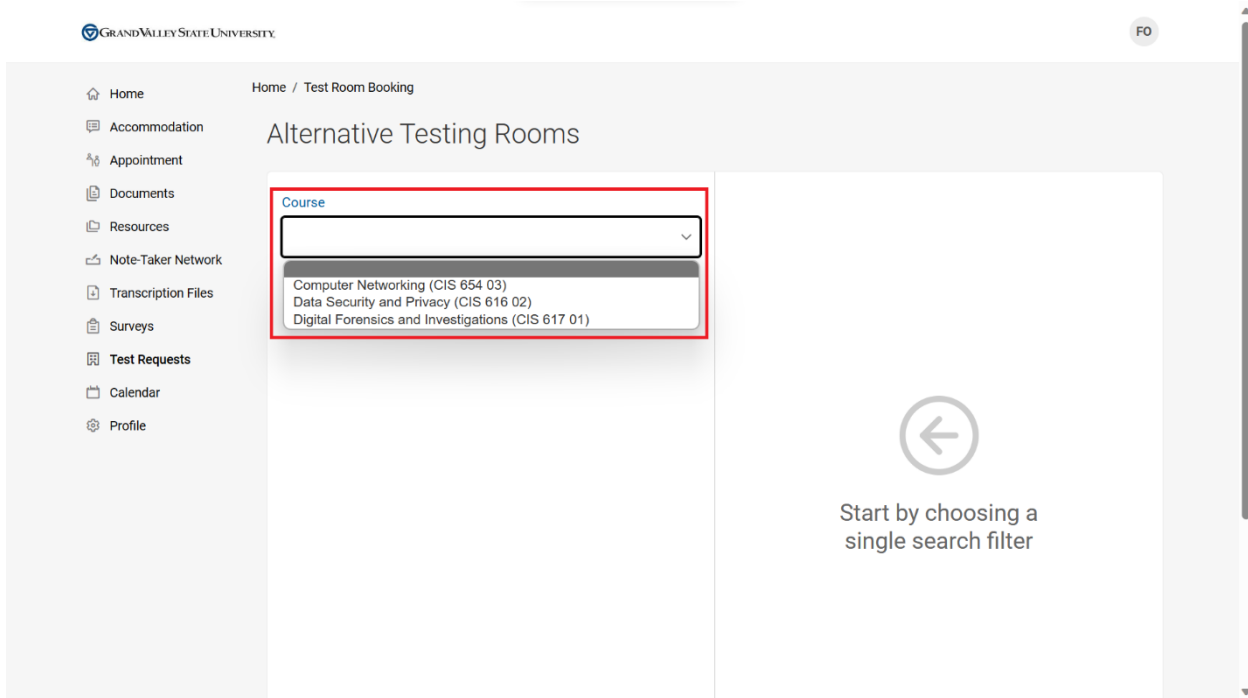 GRAND VALLEY STATE UNIVERSITY.
FO
Home
Accommodation
Appointment
Documents
Resources
Note-Taker Network
Transcription Files
Surveys
Test Requests
Calendar
Profile
Home / Test Room Booking
Alternative Testing Rooms
Course
Computer Networking (CIS 654 03)
Data Security and Privacy (CIS 616 02)
Digital Forensics and Investigations (CIS 617 01)
Start by choosing a
single search filter